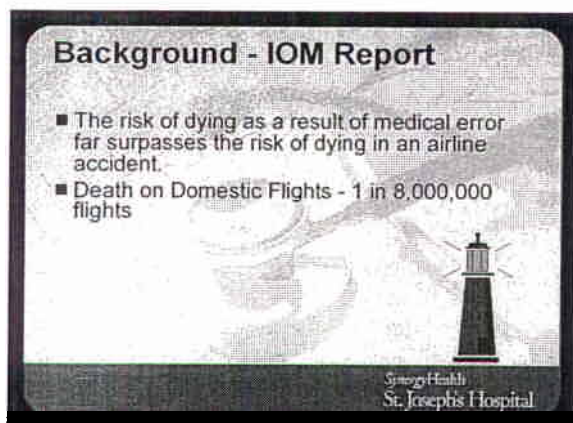 Background - IOM Report
■ The risk of dying as a result of medical error
far surpasses the risk of dying in an airline
accident.
■ Death on Domestic Flights - 1 in 8,000,000
flights
SynergyHealth
St. Joseph's Hospital